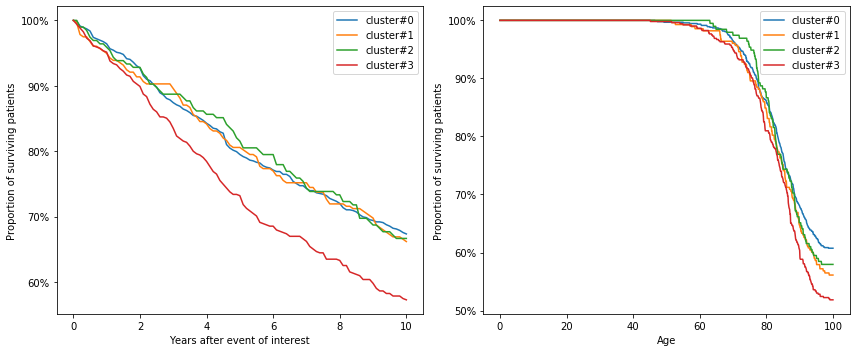 100%
90%
80%
70%
60%
Proportion of surviving patients
0
2
4
6
8
10
Years after event of interest
cluster#0
cluster#1
cluster#2
cluster#3
100%
90%
80%
70%
60%
50%
Proportion of surviving patients
0
20
40
60
80
100
Age
cluster#0
cluster#1
cluster#2
cluster#3